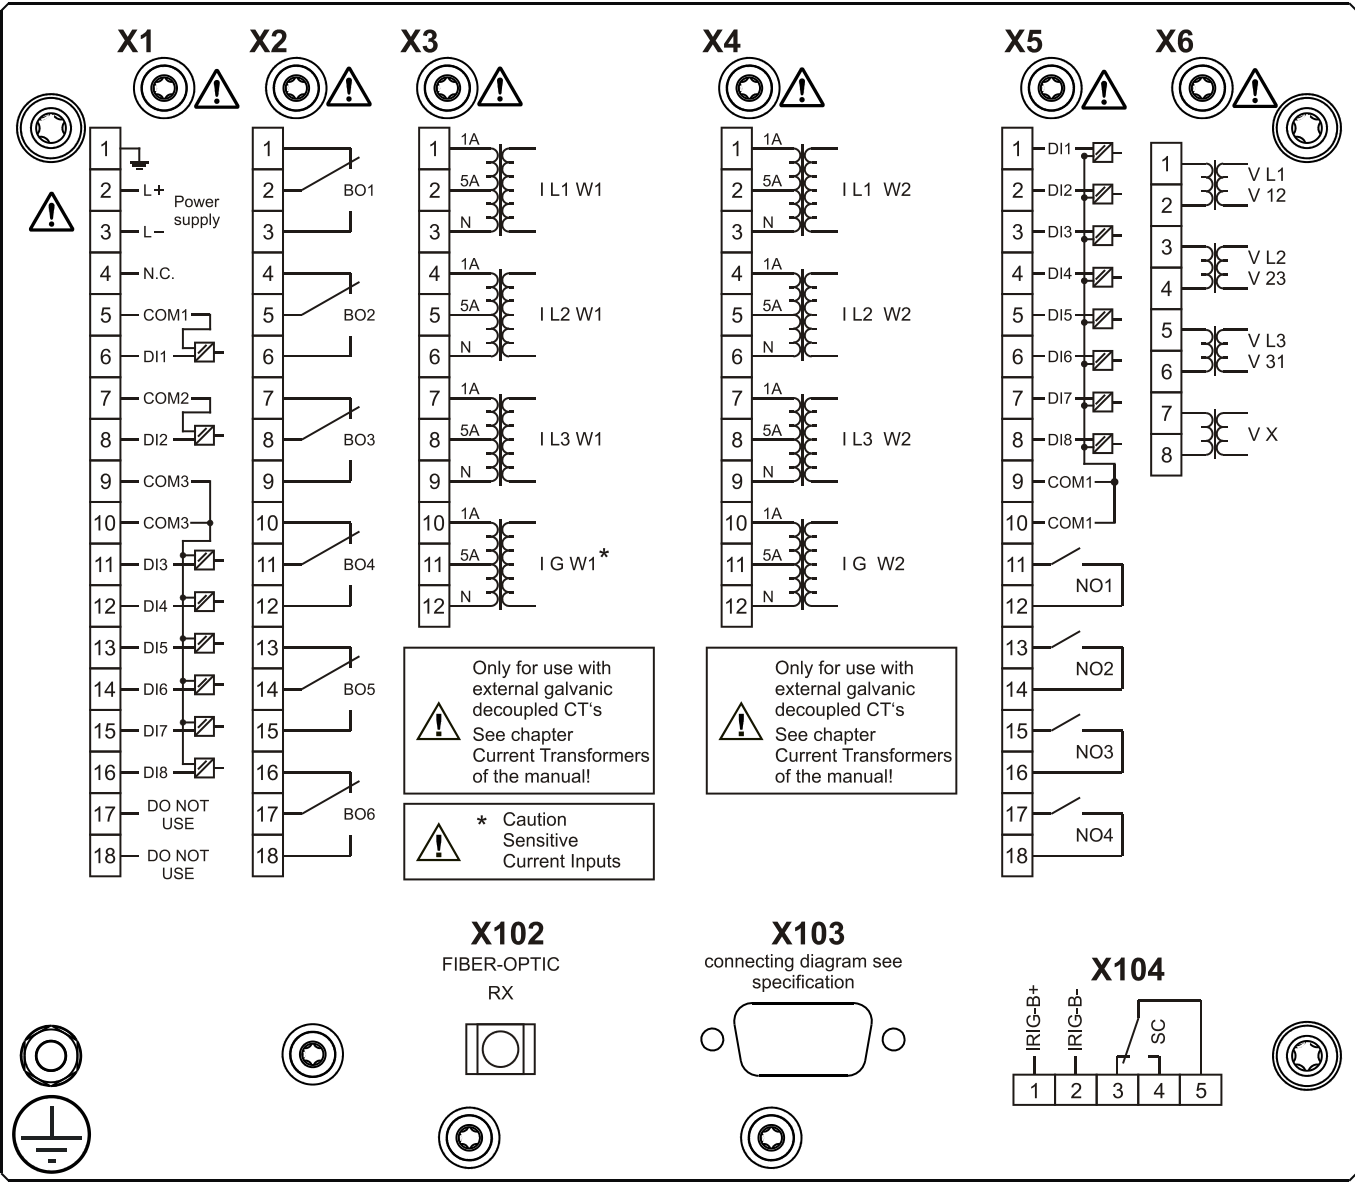 X1
X2
X3
X4
X5
X6
1
2 L+
Power
supply
3 L−
4 N.C.
5 COM1
6 DI1
7 COM2
8 DI2
9 COM3
10 COM3
11 DI3
12 DI4
13 DI5
14 DI6
15 DI7
16 DI8
17 DO NOT
USE
18 DO NOT
USE
1
2 BO1
3
4
5 BO2
6
7
8 BO3
9
10
11 BO4
12
13
14 BO5
15
16
17 BO6
18
1 1A
2 5A I L1 W1
3 N
4 1A
5 5A I L2 W1
6 N
7 1A
8 5A I L3 W1
9 N
10 1A
11 5A I G W1*
12 N
Only for use with
external galvanic
decoupled CT‘s
See chapter
Current Transformers
of the manual!
* Caution
Sensitive
Current Inputs
1 1A
2 5A I L1 W2
3 N
4 1A
5 5A I L2 W2
6 N
7 1A
8 5A I L3 W2
9 N
10 1A
11 5A I G W2
12 N
Only for use with
external galvanic
decoupled CT‘s
See chapter
Current Transformers
of the manual!
1 DI1
2 DI2
3 DI3
4 DI4
5 DI5
6 DI6
7 DI7
8 DI8
9 COM1
10 COM1
11
NO1
12
13
NO2
14
15
NO3
16
17
NO4
18
1
V L1
V 12
2
3
V L2
V 23
4
5
V L3
V 31
6
7
V X
8
X102
FIBER-OPTIC
RX
X103
connecting diagram see
specification
X104
IRIG-B+
IRIG-B-
SC
1 2 3 4 5